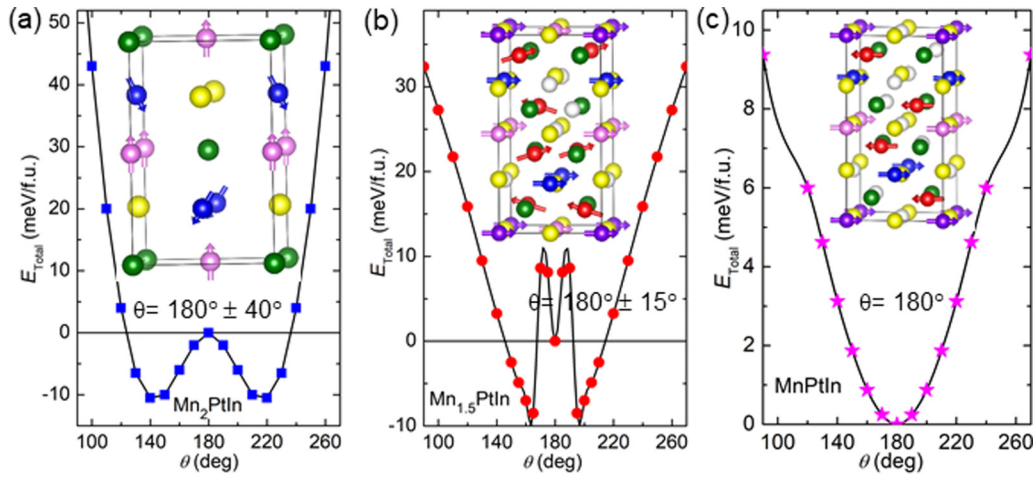 (a)
50
40
30
20
10
0
-10
E_Total (meV/f.u.)
θ= 180° ± 40°
Mn₂PtIn
100 140 180 220 260
θ (deg)
(b)
30
20
10
0
-10
E_Total (meV/f.u.)
θ= 180° ± 15°
Mn₁.₅PtIn
100 140 180 220 260
θ (deg)
(c)
10
8
6
4
2
0
E_Total (meV/f.u.)
θ= 180°
MnPtIn
100 140 180 220 260
θ (deg)